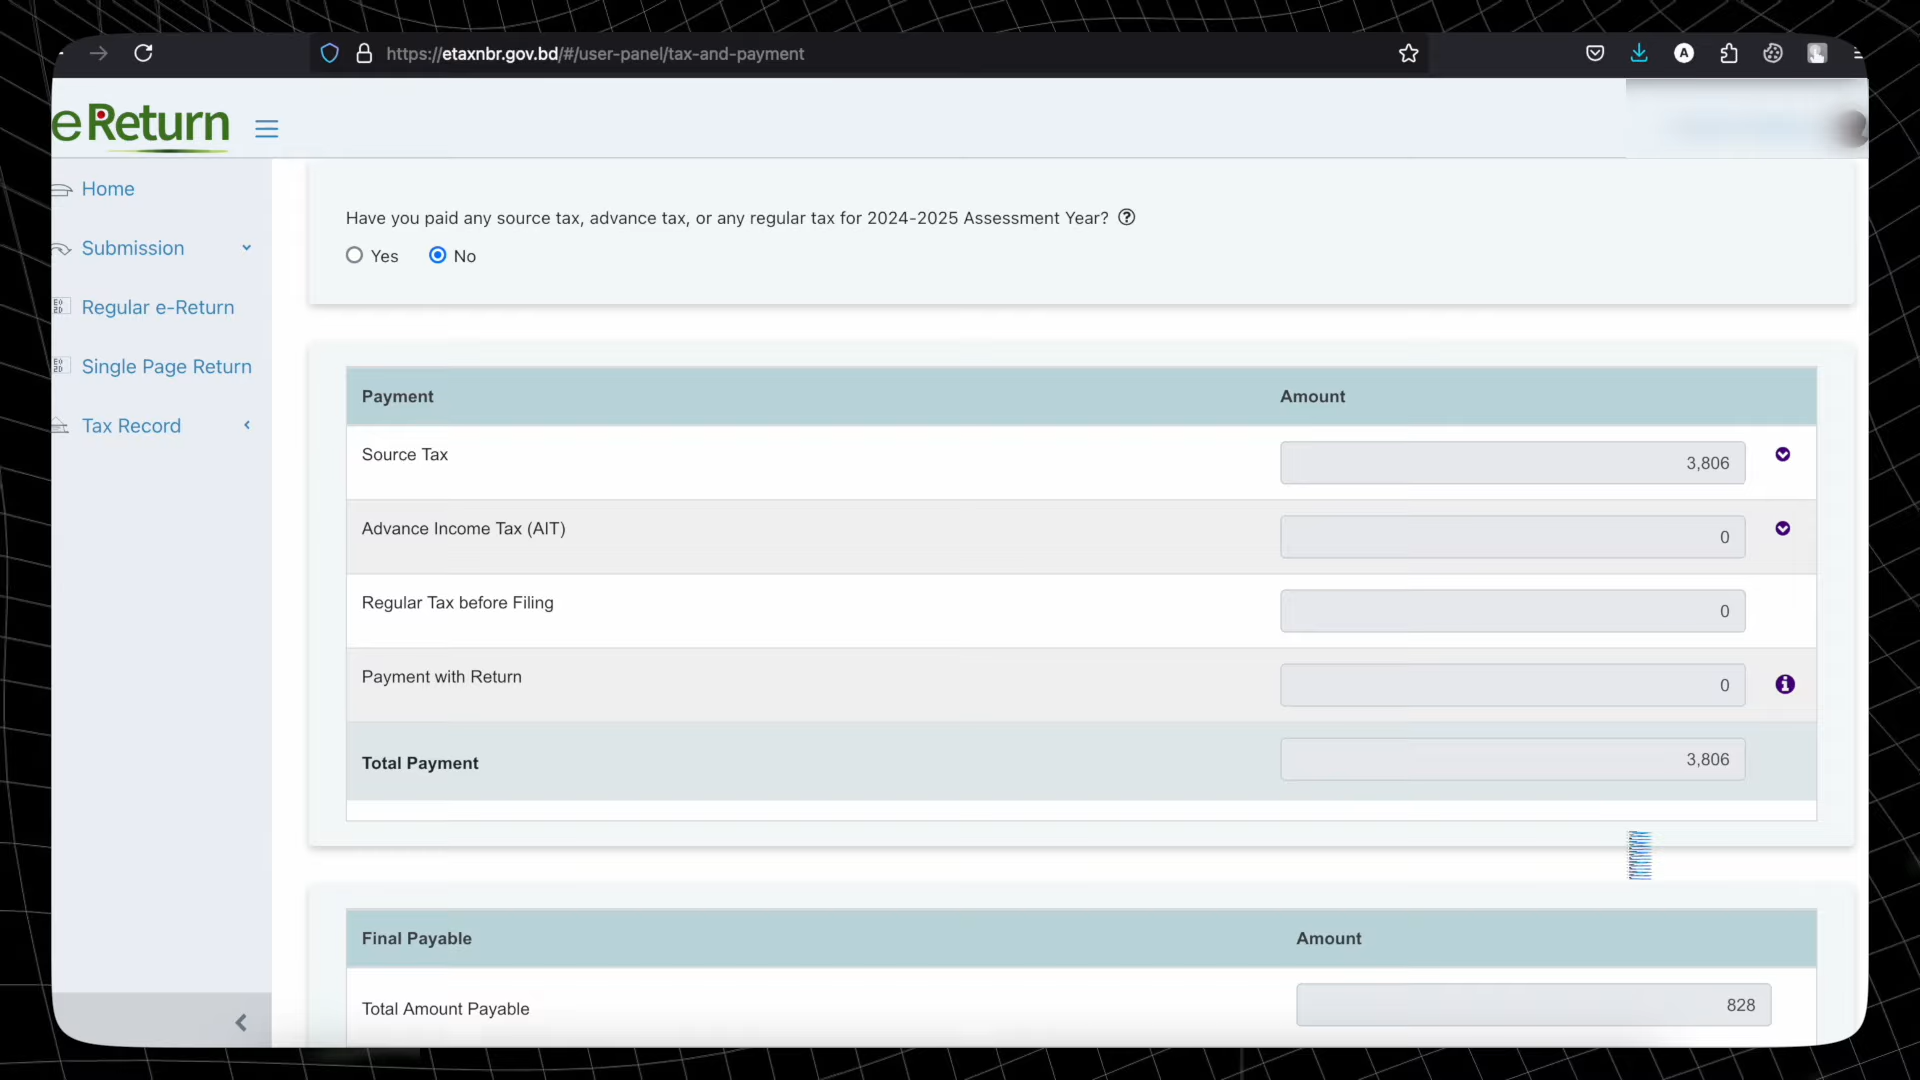 https://etaxnbr.gov.bd/#/user-panel/tax-and-payment
A
e Return
Home
Submission
Regular e-Return
Single Page Return
Tax Record
Have you paid any source tax, advance tax, or any regular tax for 2024-2025 Assessment Year?
Yes No
Payment Amount
Source Tax 3,806
Advance Income Tax (AIT) 0
Regular Tax before Filing 0
Payment with Return 0
Total Payment 3,806
Final Payable Amount
Total Amount Payable 828